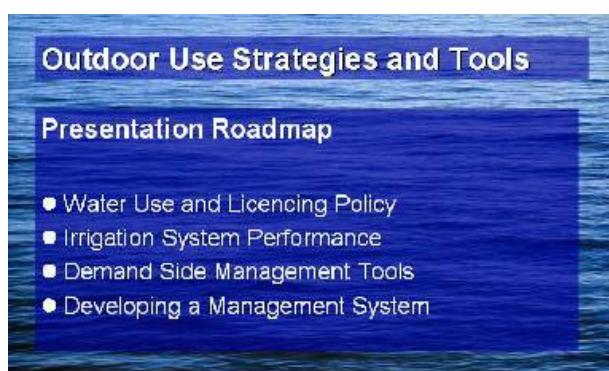 Outdoor Use Strategies and Tools
Presentation Roadmap
● Water Use and Licencing Policy
● Irrigation System Performance
● Demand Side Management Tools
● Developing a Management System